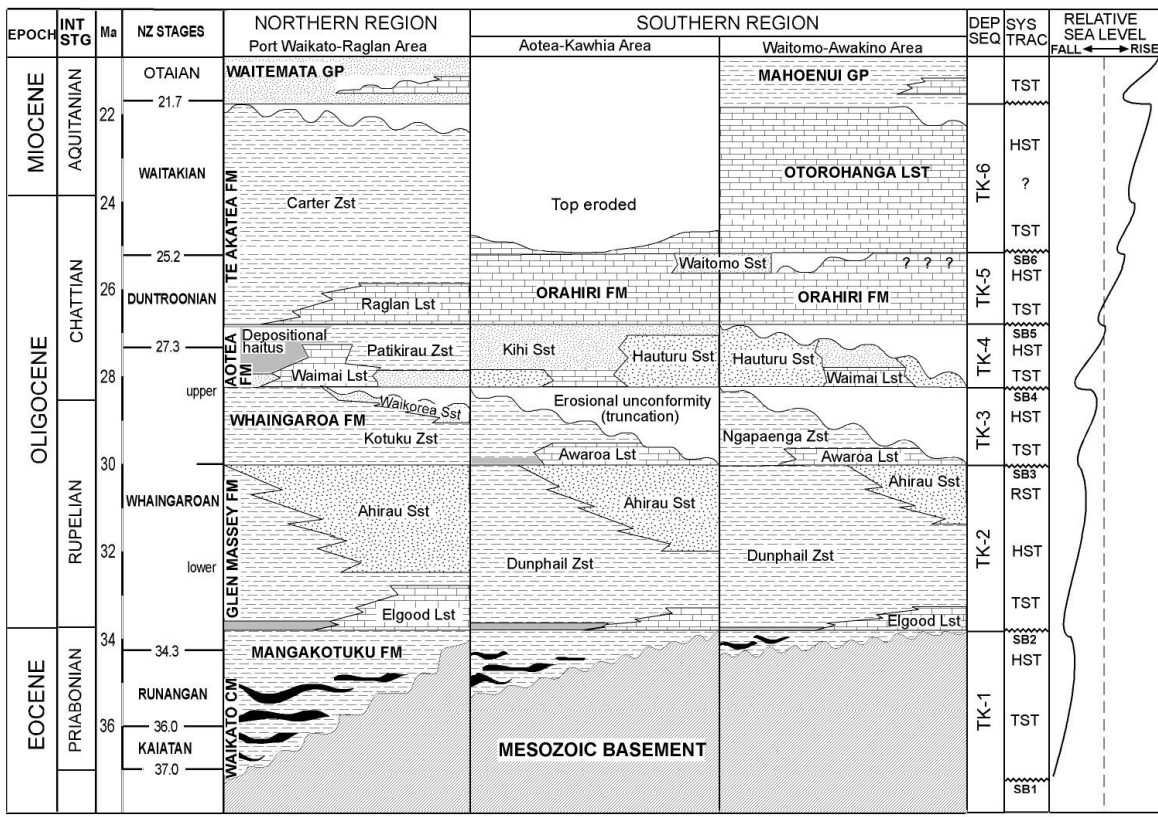 EPOCH
INT
STG
Ma
NZ STAGES
NORTHERN REGION
Port Waikato-Raglan Area
SOUTHERN REGION
Aotea-Kawhia Area
Waitomo-Awakino Area
DEP
SEQ
SYS
TRAC
RELATIVE
SEA LEVEL
FALL
RISE
MIOCENE
OLIGOCENE
EOCENE
AQUITANIAN
CHATTIAN
RUPELIAN
PRIABONIAN
22
24
26
28
30
32
34
36
OTAIAN
21.7
WAITAKIAN
25.2
DUNTROONIAN
27.3
upper
WHAINGAROAN
lower
34.3
RUNANGAN
36.0
KAIATAN
37.0
WAITEMATA GP
TE AKATEA FM
Carter Zst
Raglan Lst
Depositional
haitus
AOTEA
FM
Patikirau Zst
Waimai Lst
Waikorea Sst
WHAINGAROA FM
Kotuku Zst
GLEN MASSEY FM
Ahirau Sst
Elgood Lst
MANGAKOTUKU FM
WAIKATO CM
Top eroded
Waitomo Sst
ORAHIRI FM
Kihi Sst
Hauturu Sst
Erosional unconformity
(truncation)
Awaroa Lst
Ahirau Sst
Dunphail Zst
MESOZOIC BASEMENT
MAHOENUI GP
OTOROHANGA LST
? ? ?
ORAHIRI FM
Hauturu Sst
Waimai Lst
Ngapaenga Zst
Awaroa Lst
Ahirau Sst
Dunphail Zst
Elgood Lst
TK-6
TK-5
TK-4
TK-3
TK-2
TK-1
TST
HST
?
TST
SB6
HST
TST
SB5
HST
TST
SB4
HST
TST
SB3
RST
HST
TST
SB2
HST
TST
SB1